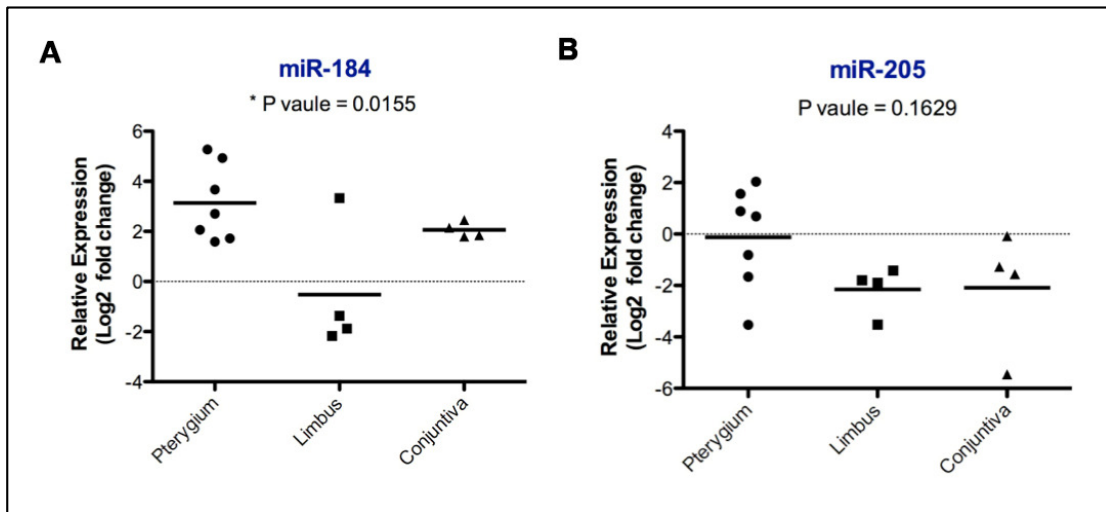 A
miR-184
* P vaule = 0.0155
Relative Expression
(Log2 fold change)
6
4
2
0
-2
-4
Pterygium
Limbus
Conjuntiva
B
miR-205
P vaule = 0.1629
Relative Expression
(Log2 fold change)
4
2
0
-2
-4
-6
Pterygium
Limbus
Conjuntiva